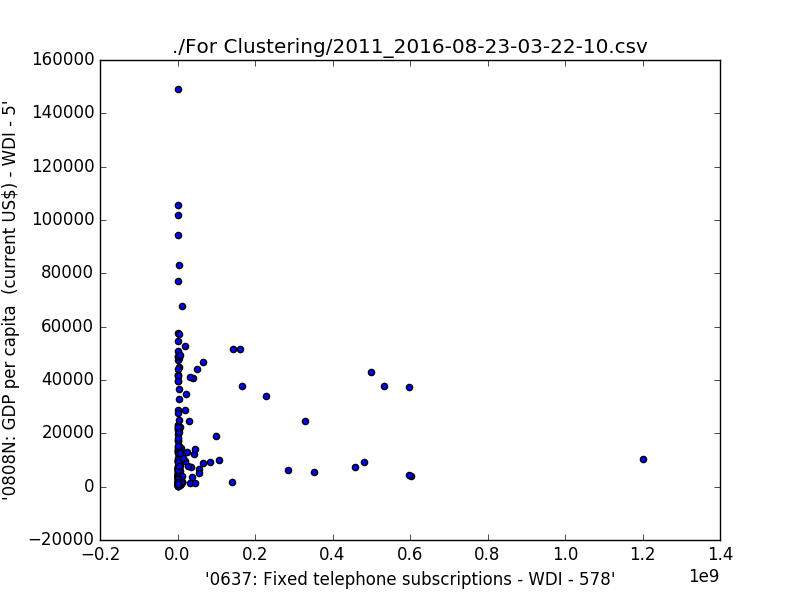 ./For Clustering/2011_2016-08-23-03-22-10.csv
160000
140000
120000
100000
80000
60000
40000
20000
0
−20000
'0808N: GDP per capita  (current US$) - WDI - 5'
−0.2 0.0 0.2 0.4 0.6 0.8 1.0 1.2 1.4
1e9
'0637: Fixed telephone subscriptions - WDI - 578'